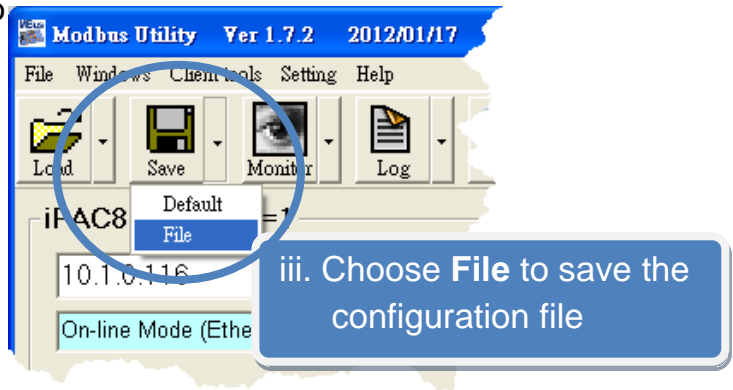 Modbus Utility Ver 1.7.2 2012/01/17
File Windows Client tools Setting Help
Load Save Monitor Log
Default
File
iPAC8 =1
10.1.0.116
On-line Mode (Ethe
iii. Choose File to save the
configuration file